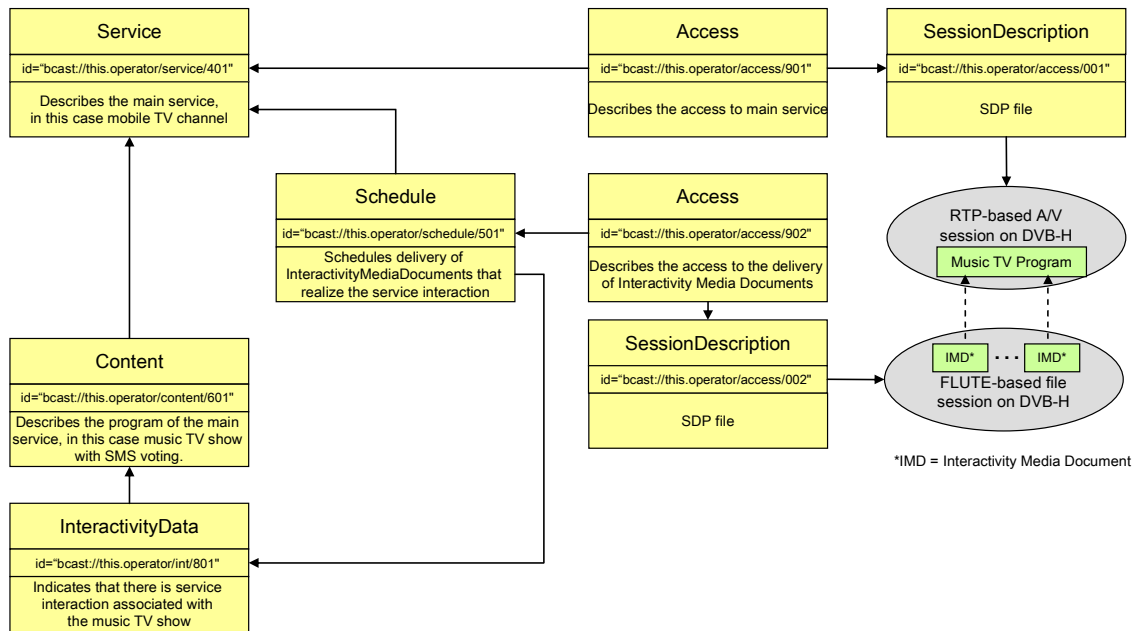 Service
id=“bcast://this.operator/service/401"
Describes the main service,
in this case mobile TV channel
Access
id=“bcast://this.operator/access/901"
Describes the access to main service
SessionDescription
id=“bcast://this.operator/access/001"
SDP file
Schedule
id=“bcast://this.operator/schedule/501"
Schedules delivery of
InteractivityMediaDocuments that
realize the service interaction
Access
id=“bcast://this.operator/access/902"
Describes the access to the delivery
of Interactivity Media Documents
RTP-based A/V
session on DVB-H
Music TV Program
SessionDescription
id=“bcast://this.operator/access/002"
SDP file
IMD* ... IMD*
FLUTE-based file
session on DVB-H
*IMD = Interactivity Media Document
Content
id=“bcast://this.operator/content/601"
Describes the program of the main
service, in this case music TV show
with SMS voting.
InteractivityData
id=“bcast://this.operator/int/801"
Indicates that there is service
interaction associated with
the music TV show